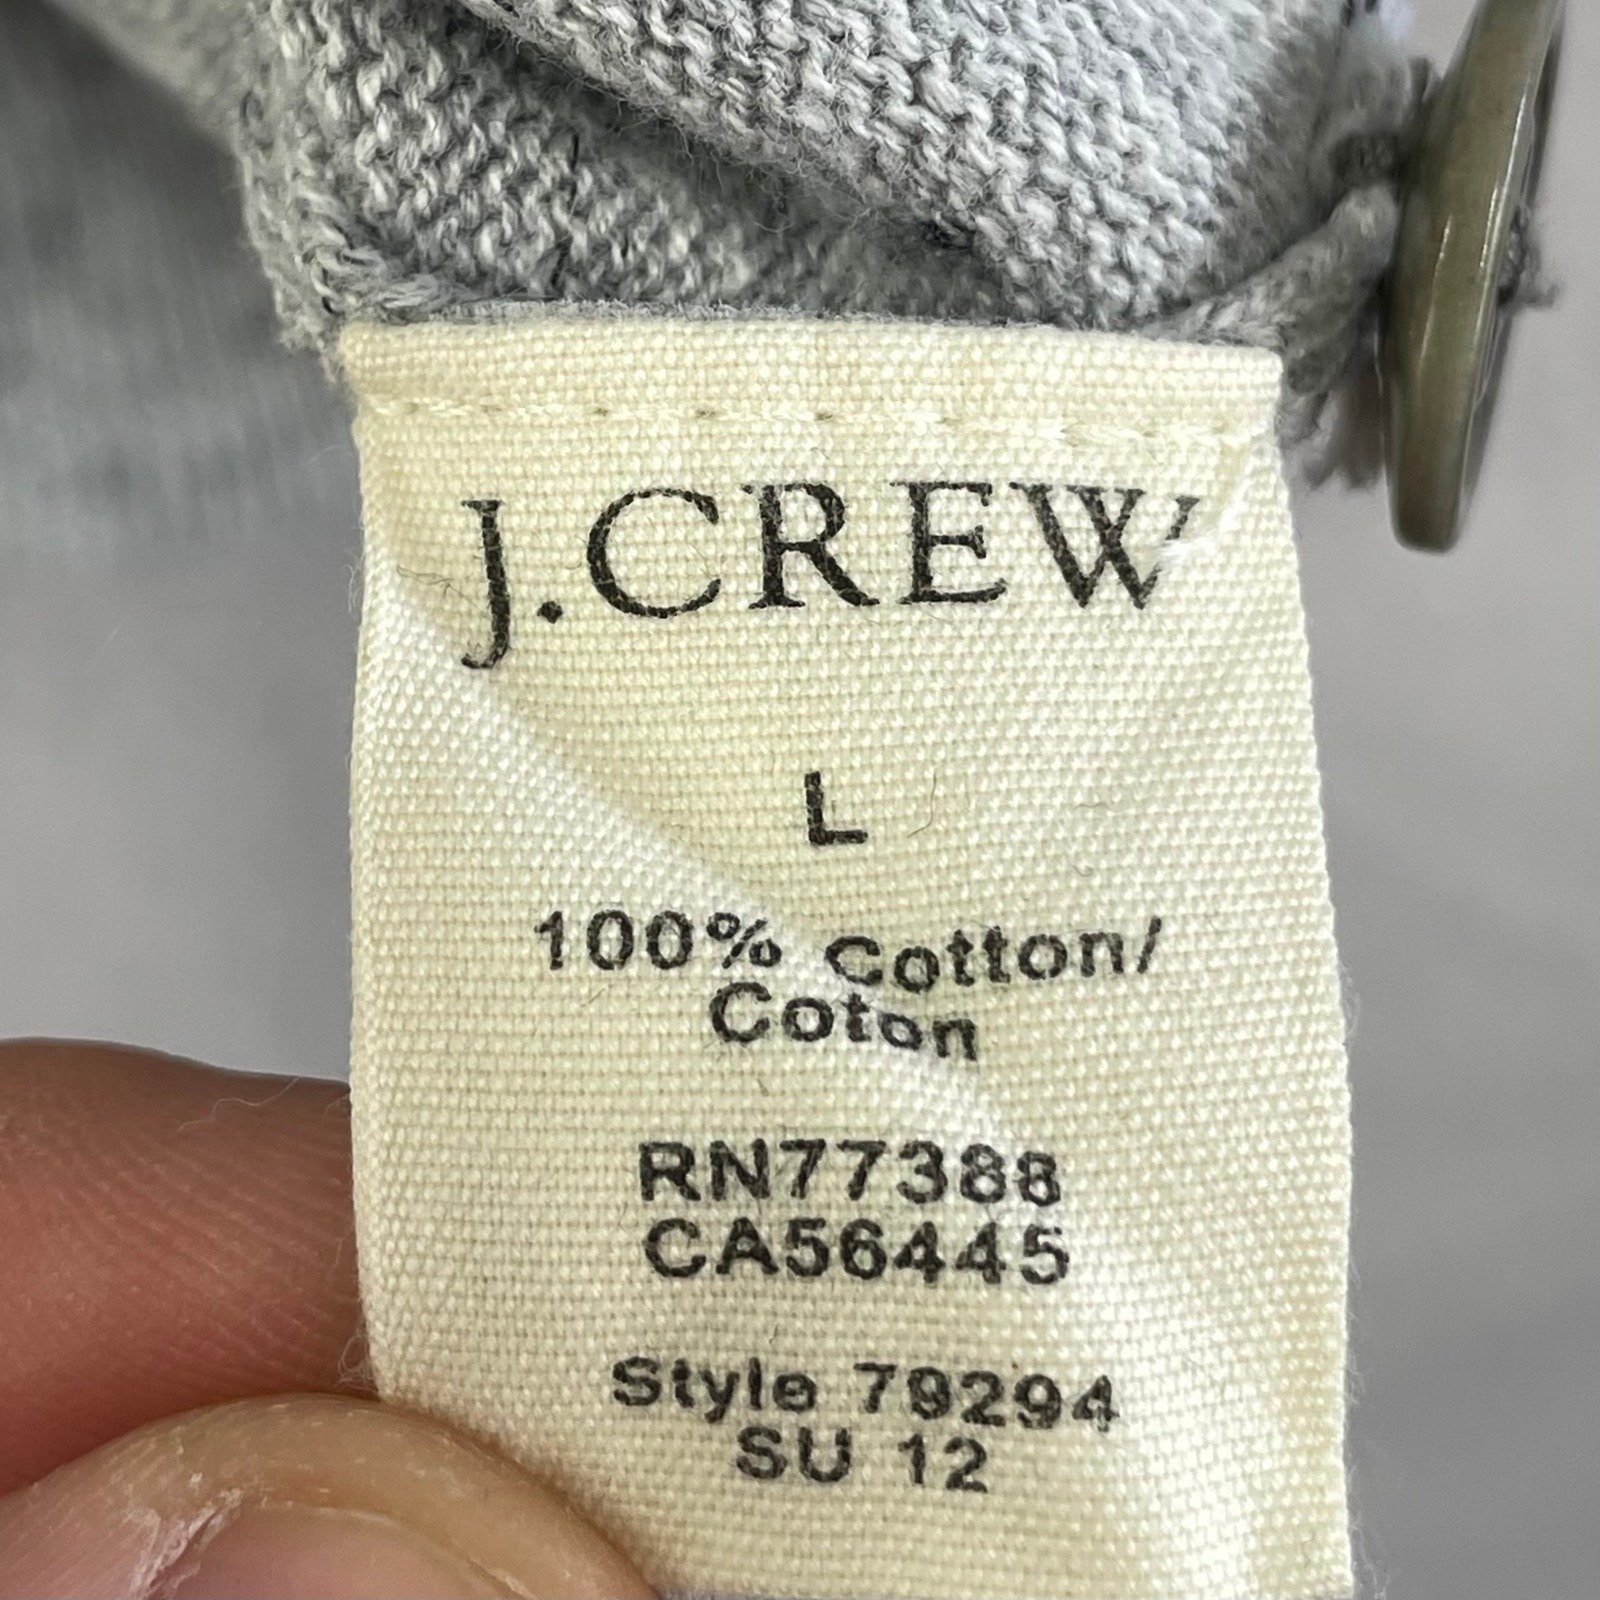 J.CREW
L
100% Cotton/
Coton
RN77388
CA56445
Style 79294
SU 12